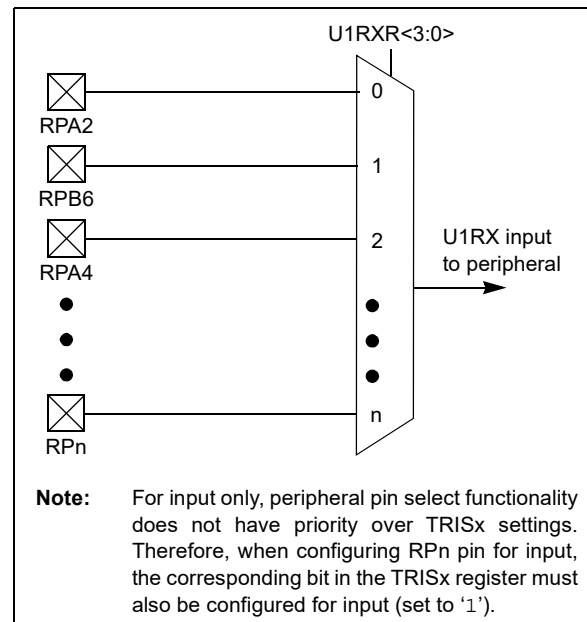 U1RXR<3:0>
0
RPA2
1
RPB6
2
RPA4
U1RX input
to peripheral
n
RPn
Note: For input only, peripheral pin select functionality
does not have priority over TRISx settings.
Therefore, when configuring RPn pin for input,
the corresponding bit in the TRISx register must
also be configured for input (set to ‘1’).